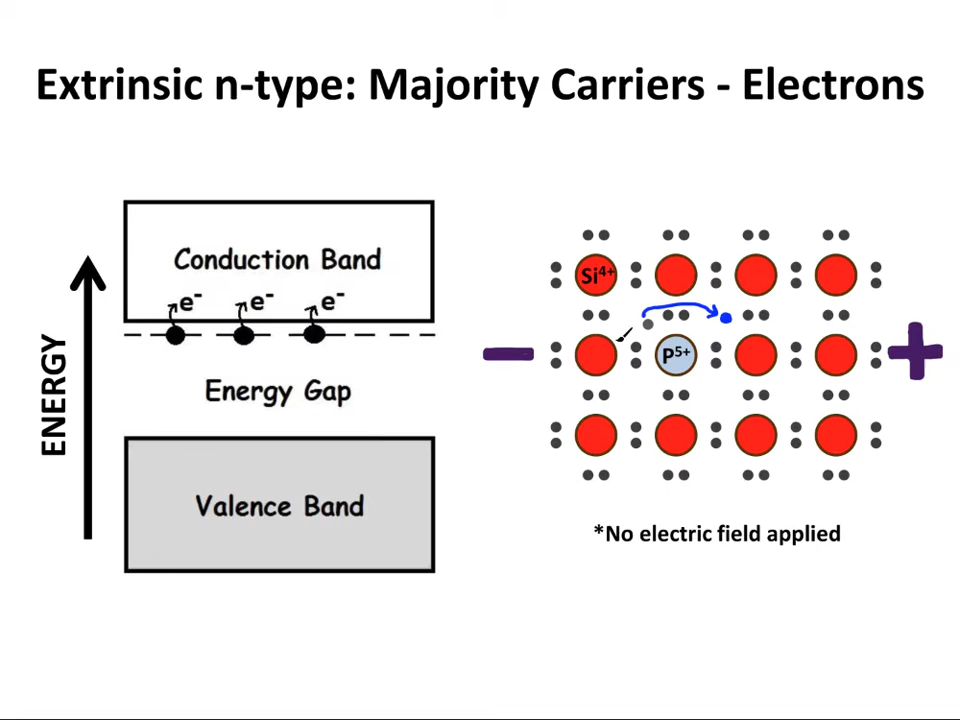 Extrinsic n-type: Majority Carriers - Electrons
ENERGY
Conduction Band
e- e- e-
Energy Gap
Valence Band
Si4+
P5+
− +
*No electric field applied